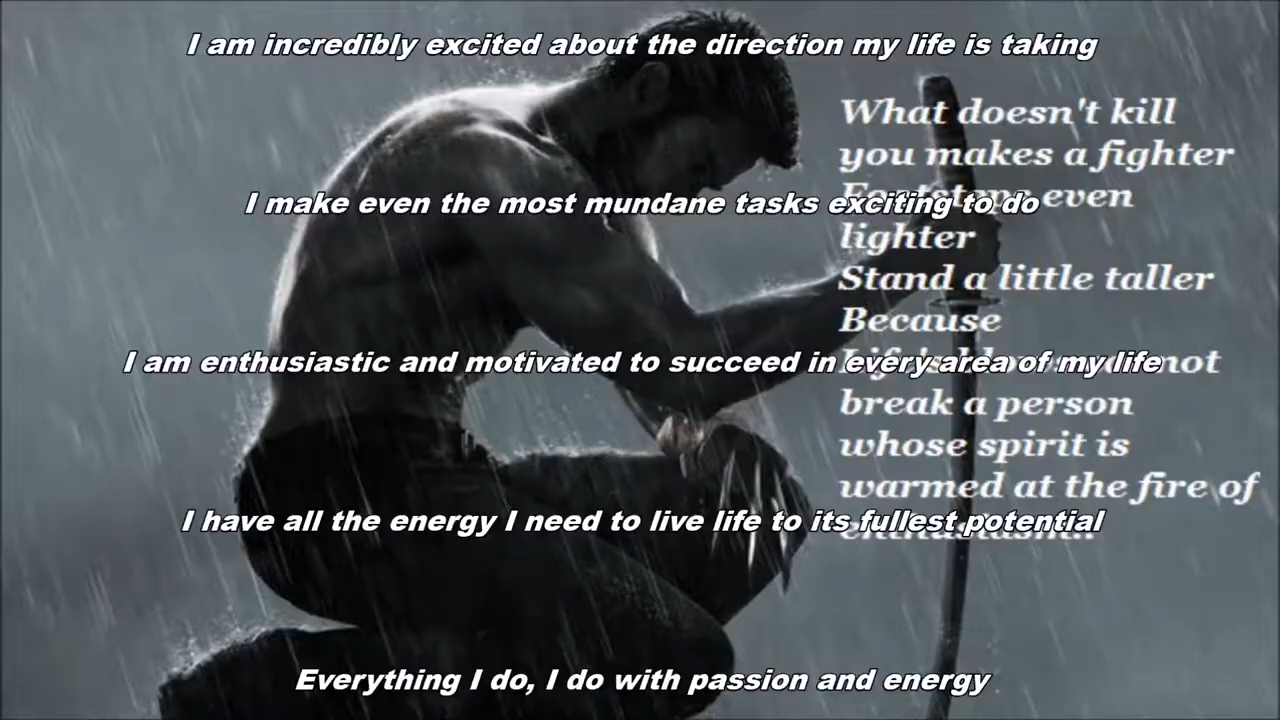 I am incredibly excited about the direction my life is taking
What doesn't kill
you makes a fighter
I make even the most mundane tasks exciting to do
Footsteps even
lighter
Stand a little taller
Because
I am enthusiastic and motivated to succeed in every area of my life
not
break a person
whose spirit is
warmed at the fire of
I have all the energy I need to live life to its fullest potential
enthusiasm..
Everything I do, I do with passion and energy